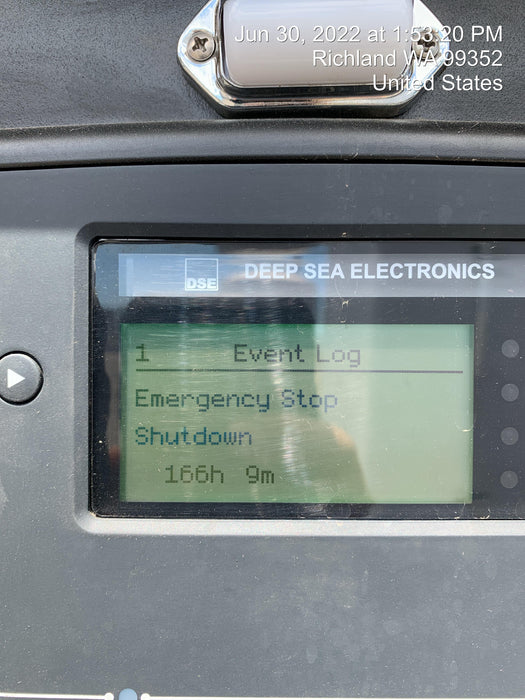 Jun 30, 2022 at 1:53:20 PM
Richland WA 99352
United States
DSE DEEP SEA ELECTRONICS
1 Event Log
Emergency Stop
Shutdown
166h 9m